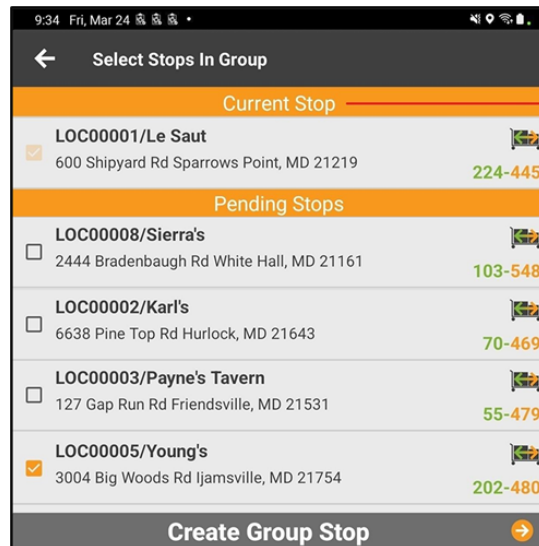 9:34 Fri, Mar 24
Select Stops In Group
Current Stop
LOC00001/Le Saut
600 Shipyard Rd Sparrows Point, MD 21219
224-445
Pending Stops
LOC00008/Sierra's
2444 Bradenbaugh Rd White Hall, MD 21161
103-548
LOC00002/Karl's
6638 Pine Top Rd Hurlock, MD 21643
70-469
LOC00003/Payne's Tavern
127 Gap Run Rd Friendsville, MD 21531
55-479
LOC00005/Young's
3004 Big Woods Rd Ijamsville, MD 21754
202-480
Create Group Stop